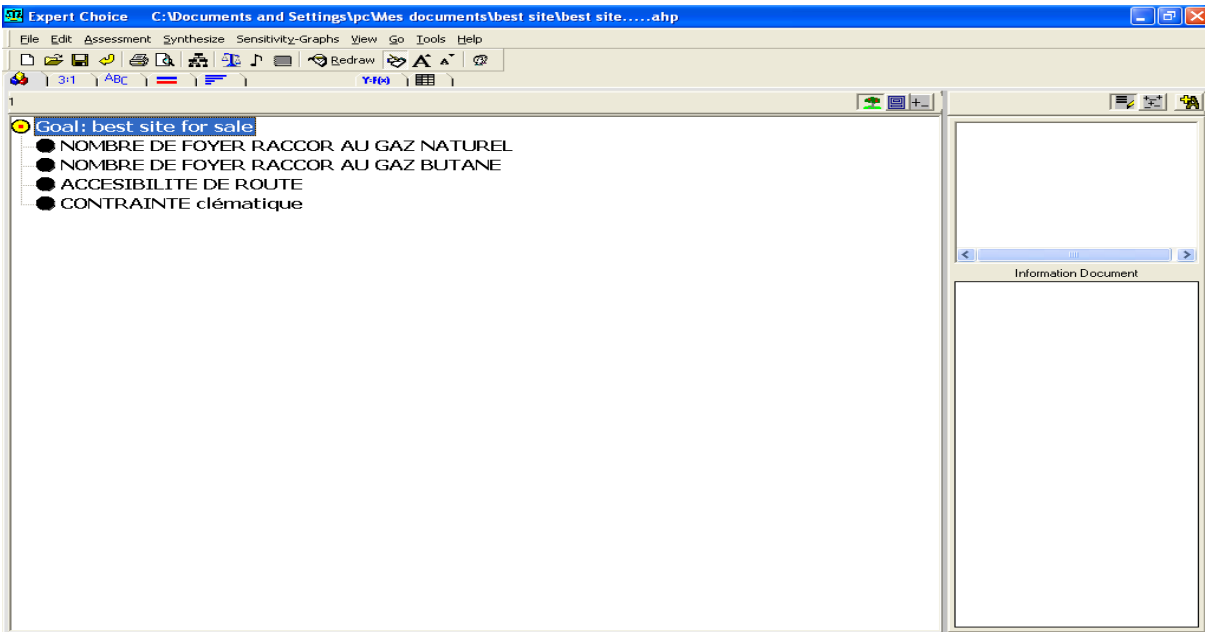 Expert Choice C:\Documents and Settings\pc\Mes documents\best site\best site.....ahp
File Edit Assessment Synthesize Sensitivity-Graphs View Go Tools Help
Redraw A A
3:1 ABC Y=F(x)
1
Goal: best site for sale
NOMBRE DE FOYER RACCOR AU GAZ NATUREL
NOMBRE DE FOYER RACCOR AU GAZ BUTANE
ACCESIBILITE DE ROUTE
CONTRAINTE clématique
Information Document